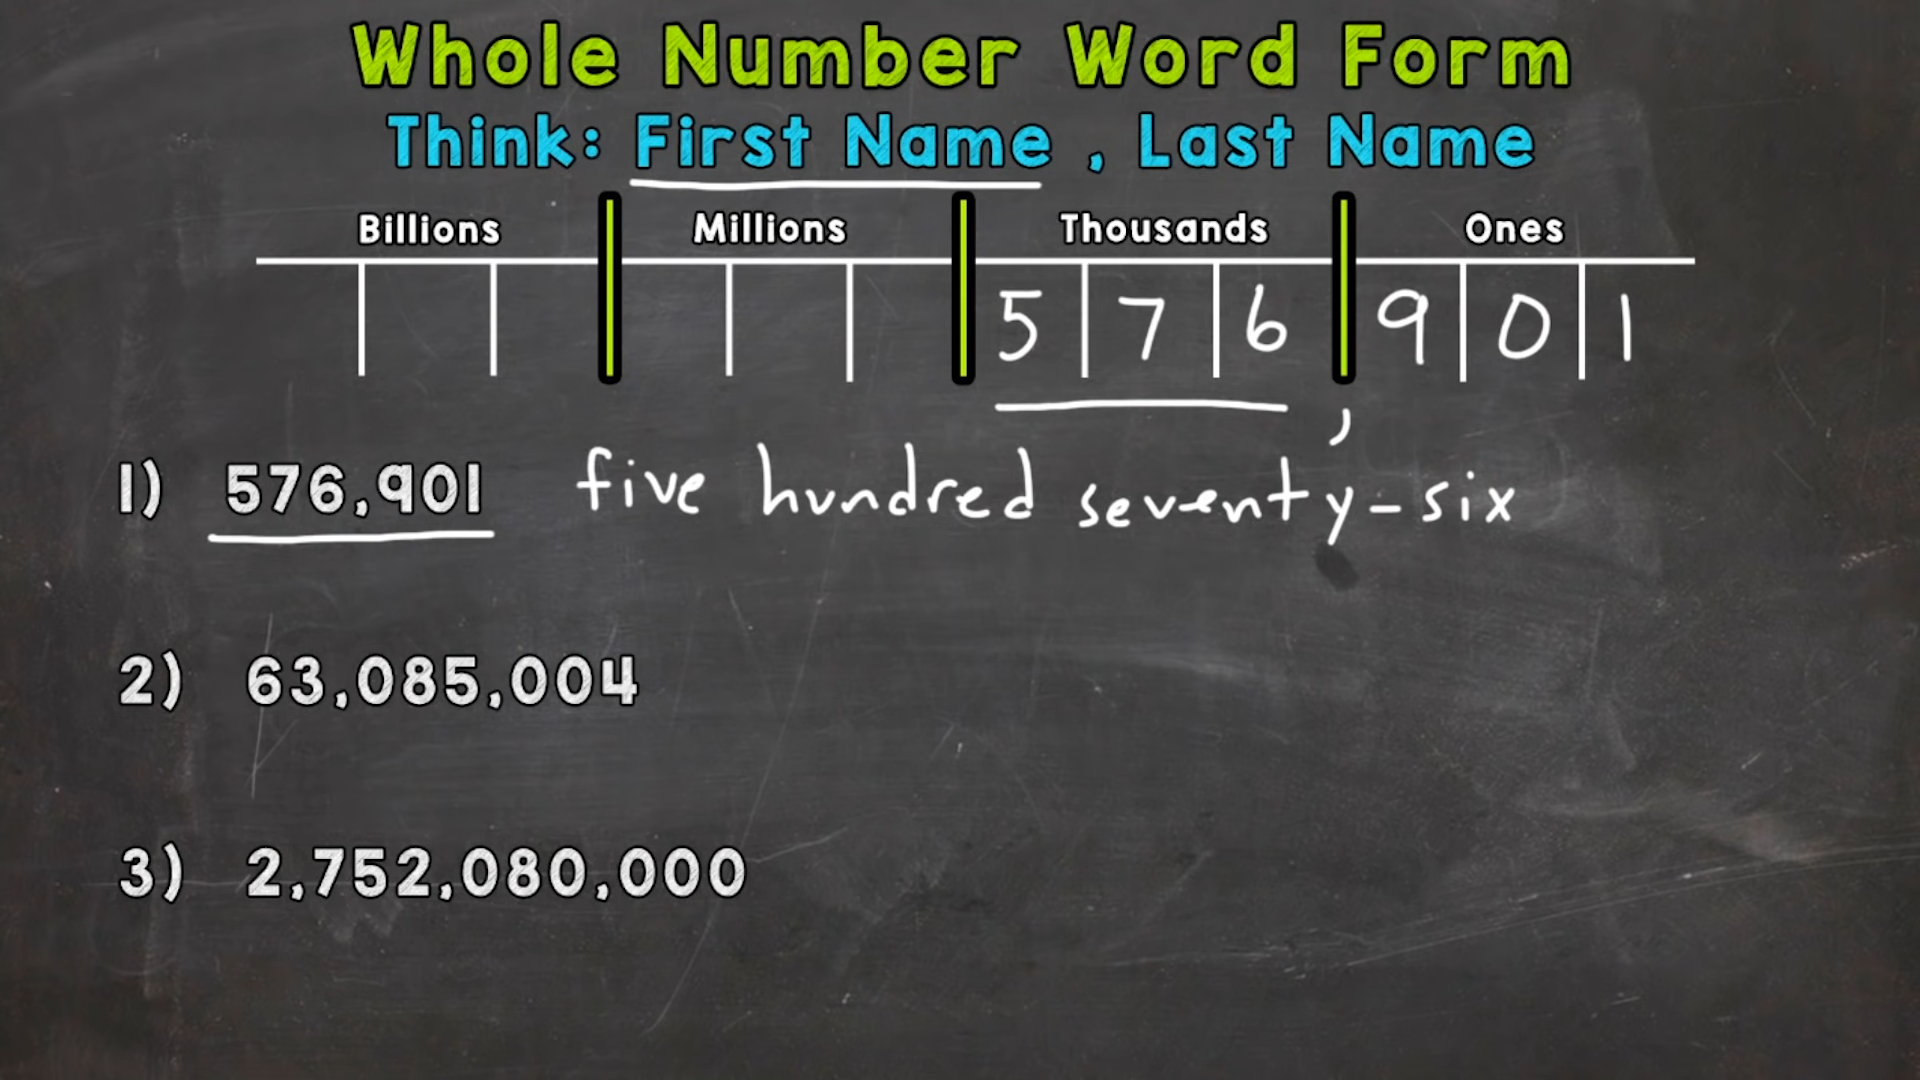 Whole Number Word Form
Think: First Name , Last Name
Billions Millions Thousands Ones
5 7 6 , 9 0 1
1) 576,901 five hundred seventy-six
2) 63,085,004
3) 2,752,080,000